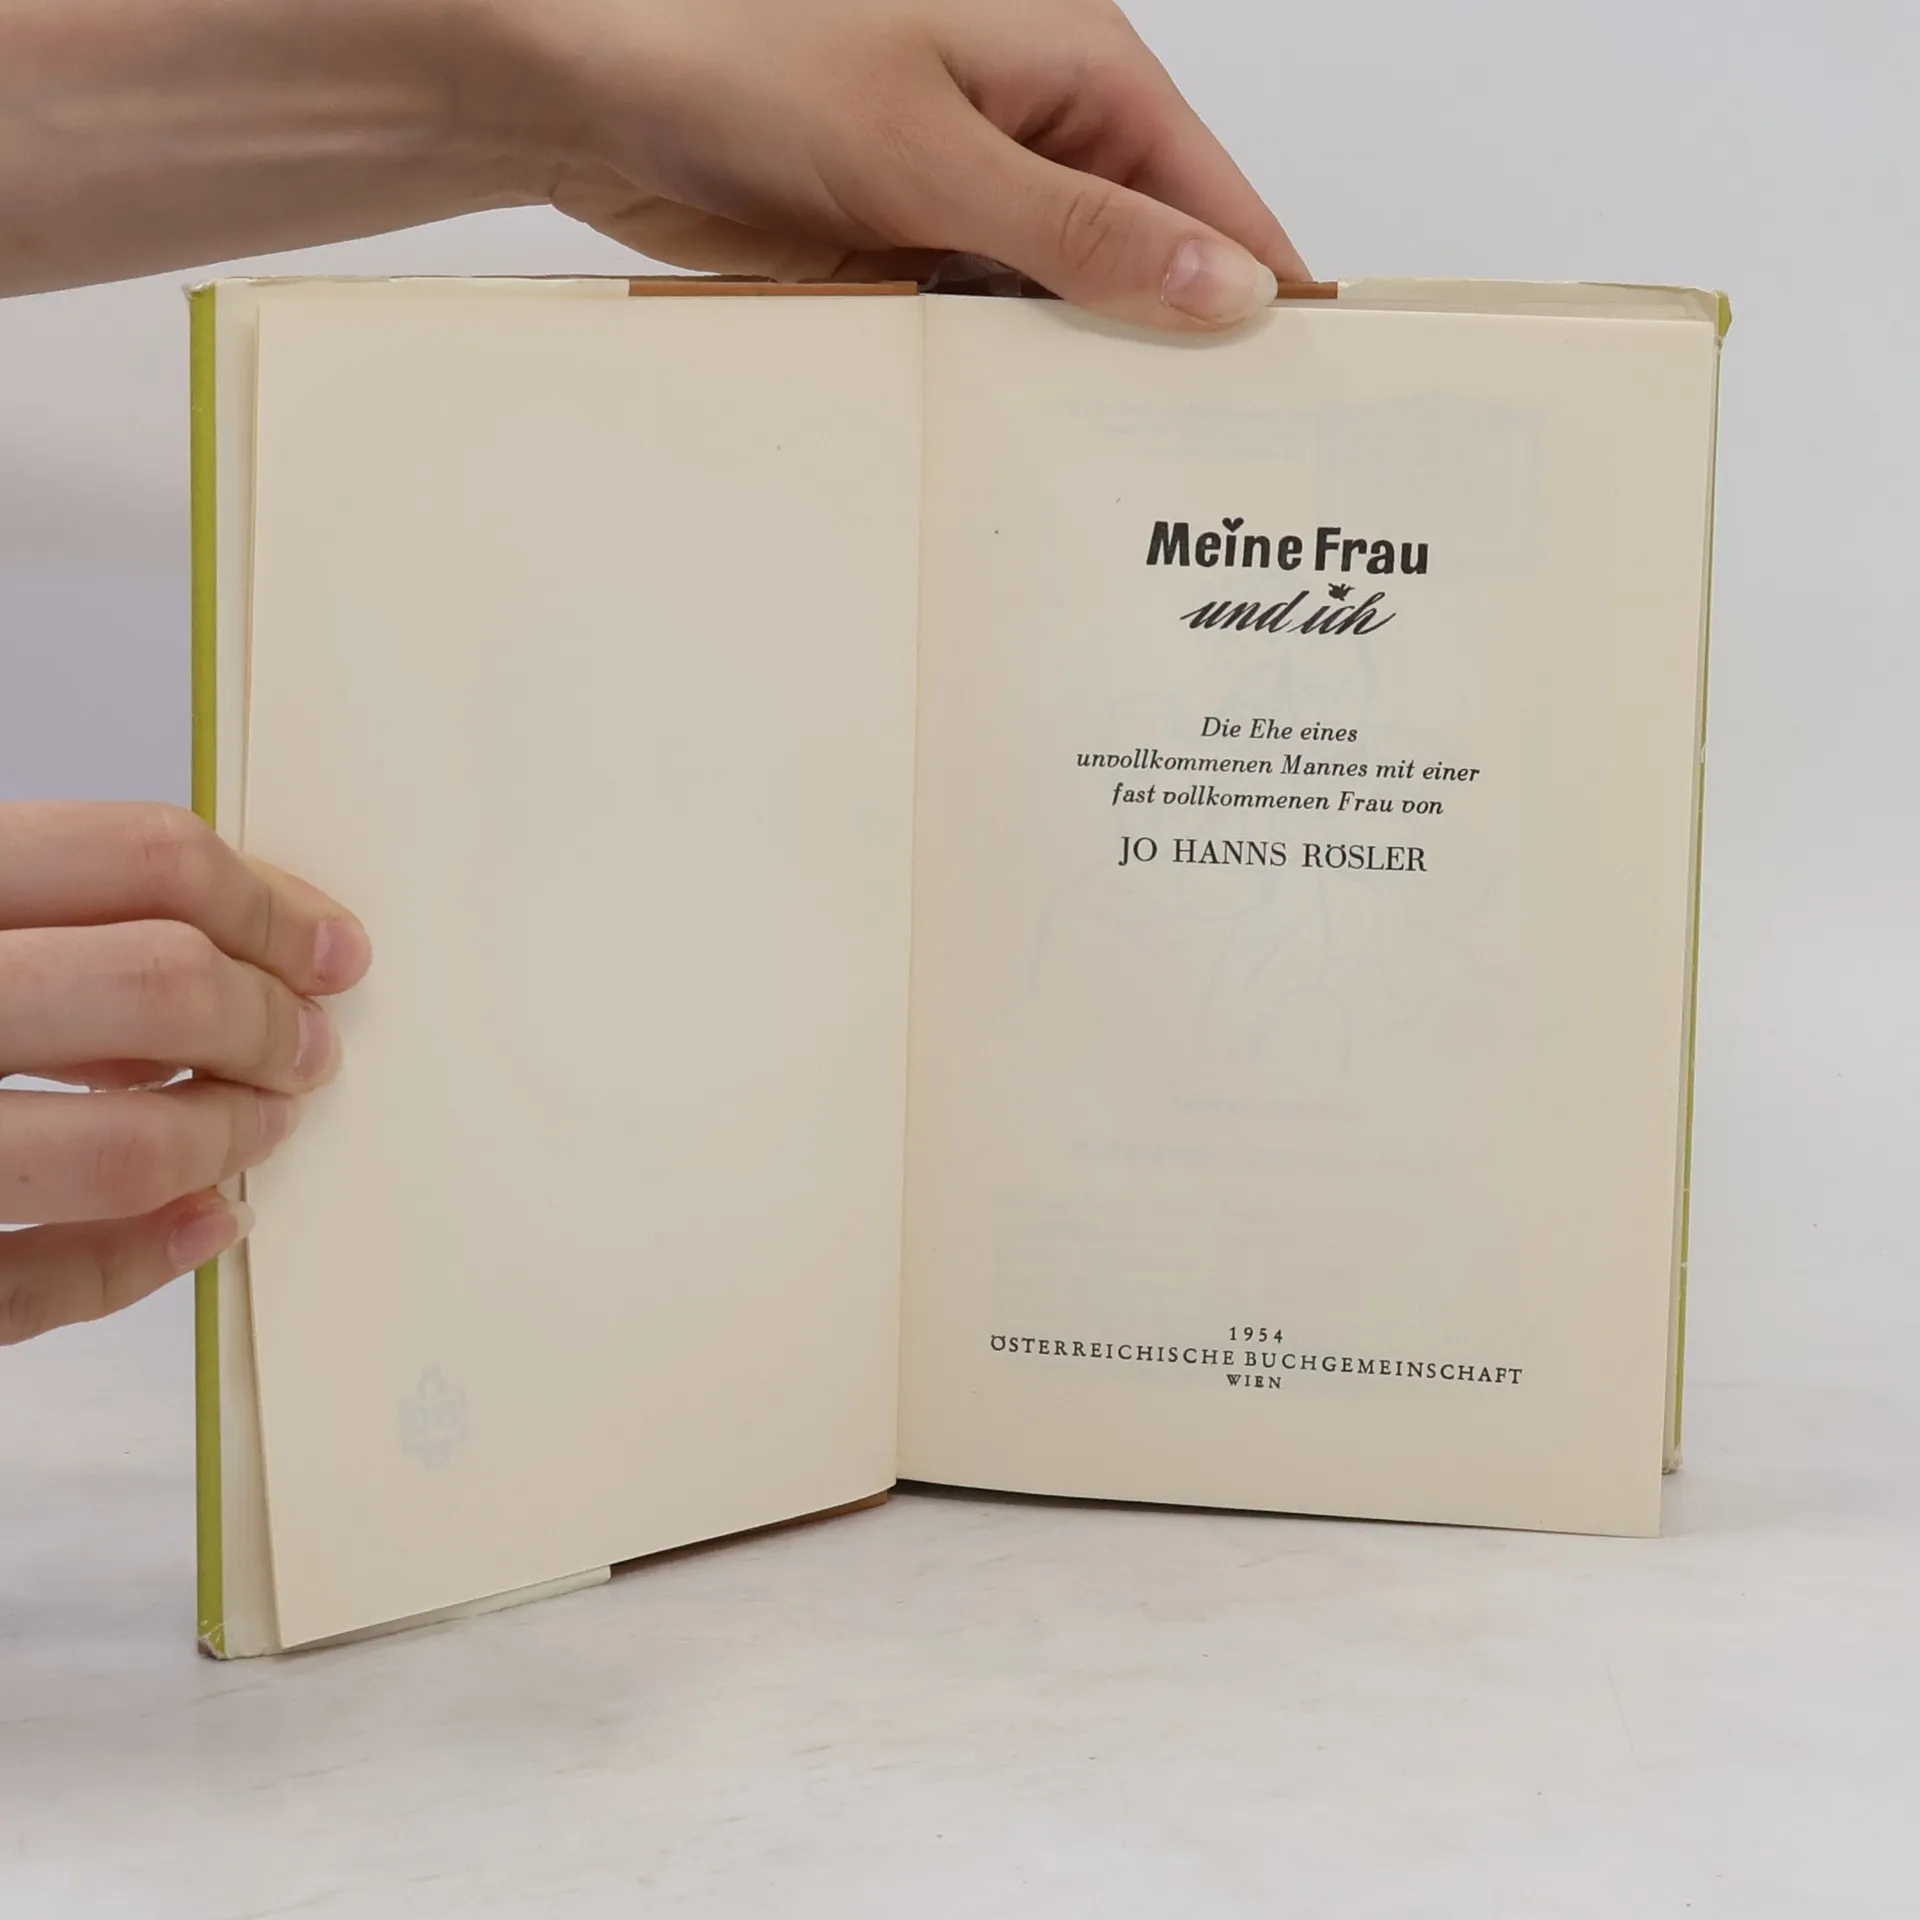 Meine Frau
und ich
Die Ehe eines
unvollkommenen Mannes mit einer
fast vollkommenen Frau von
JO HANNS RÖSLER
1954
ÖSTERREICHISCHE BUCHGEMEINSCHAFT
WIEN